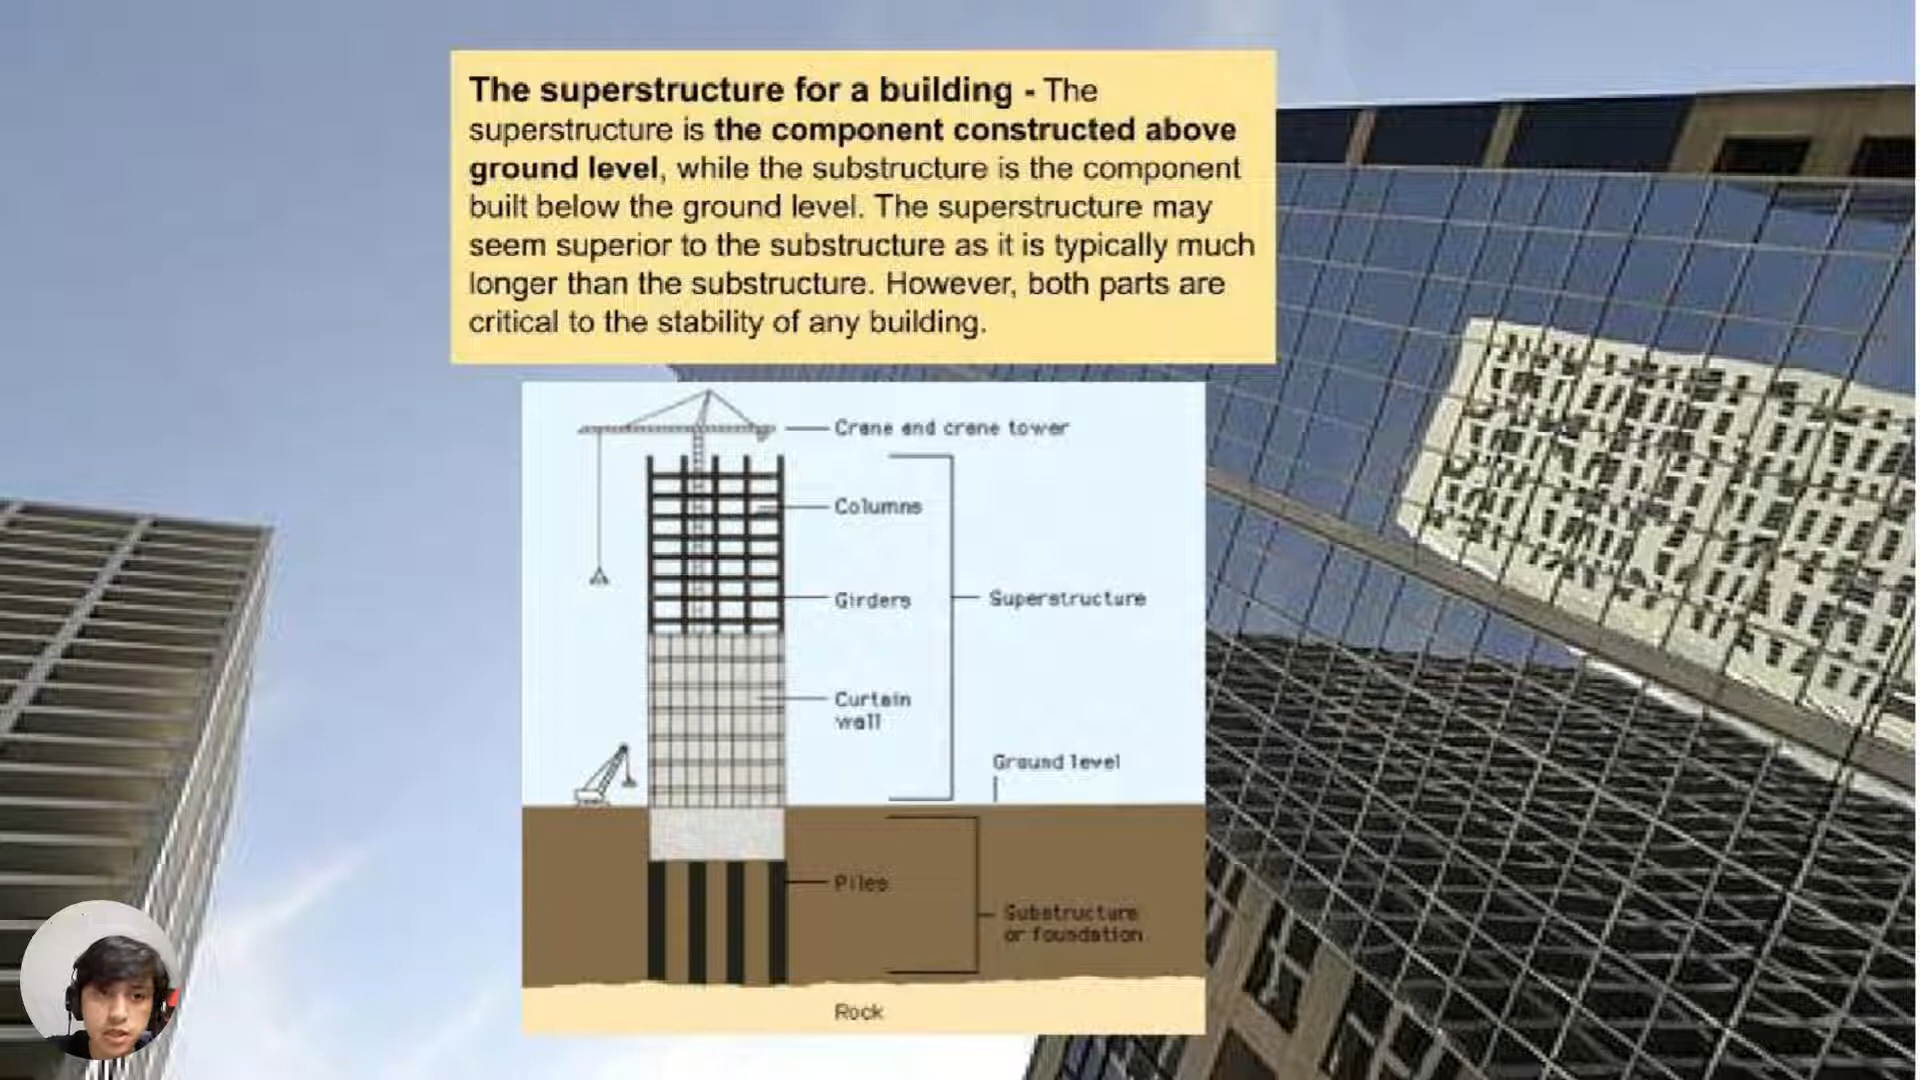 The superstructure for a building - The
superstructure is the component constructed above
ground level, while the substructure is the component
built below the ground level. The superstructure may
seem superior to the substructure as it is typically much
longer than the substructure. However, both parts are
critical to the stability of any building.
Crane and crane tower
Columns
Girders
Superstructure
Curtain
wall
Ground level
Piles
Substructure
or foundation
Rock